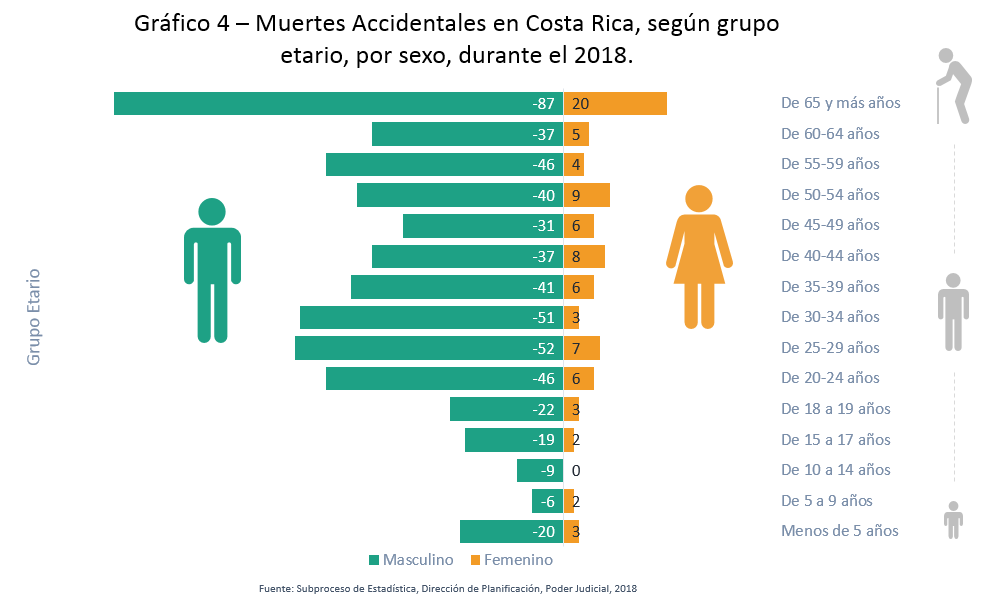 Gráfico 4 – Muertes Accidentales en Costa Rica, según grupo
etario, por sexo, durante el 2018.
Grupo Etario
-87 20 De 65 y más años
-37 5 De 60-64 años
-46 4 De 55-59 años
-40 9 De 50-54 años
-31 6 De 45-49 años
-37 8 De 40-44 años
-41 6 De 35-39 años
-51 3 De 30-34 años
-52 7 De 25-29 años
-46 6 De 20-24 años
-22 3 De 18 a 19 años
-19 2 De 15 a 17 años
-9 0 De 10 a 14 años
-6 2 De 5 a 9 años
-20 3 Menos de 5 años
Masculino Femenino
Fuente: Subproceso de Estadística, Dirección de Planificación, Poder Judicial, 2018